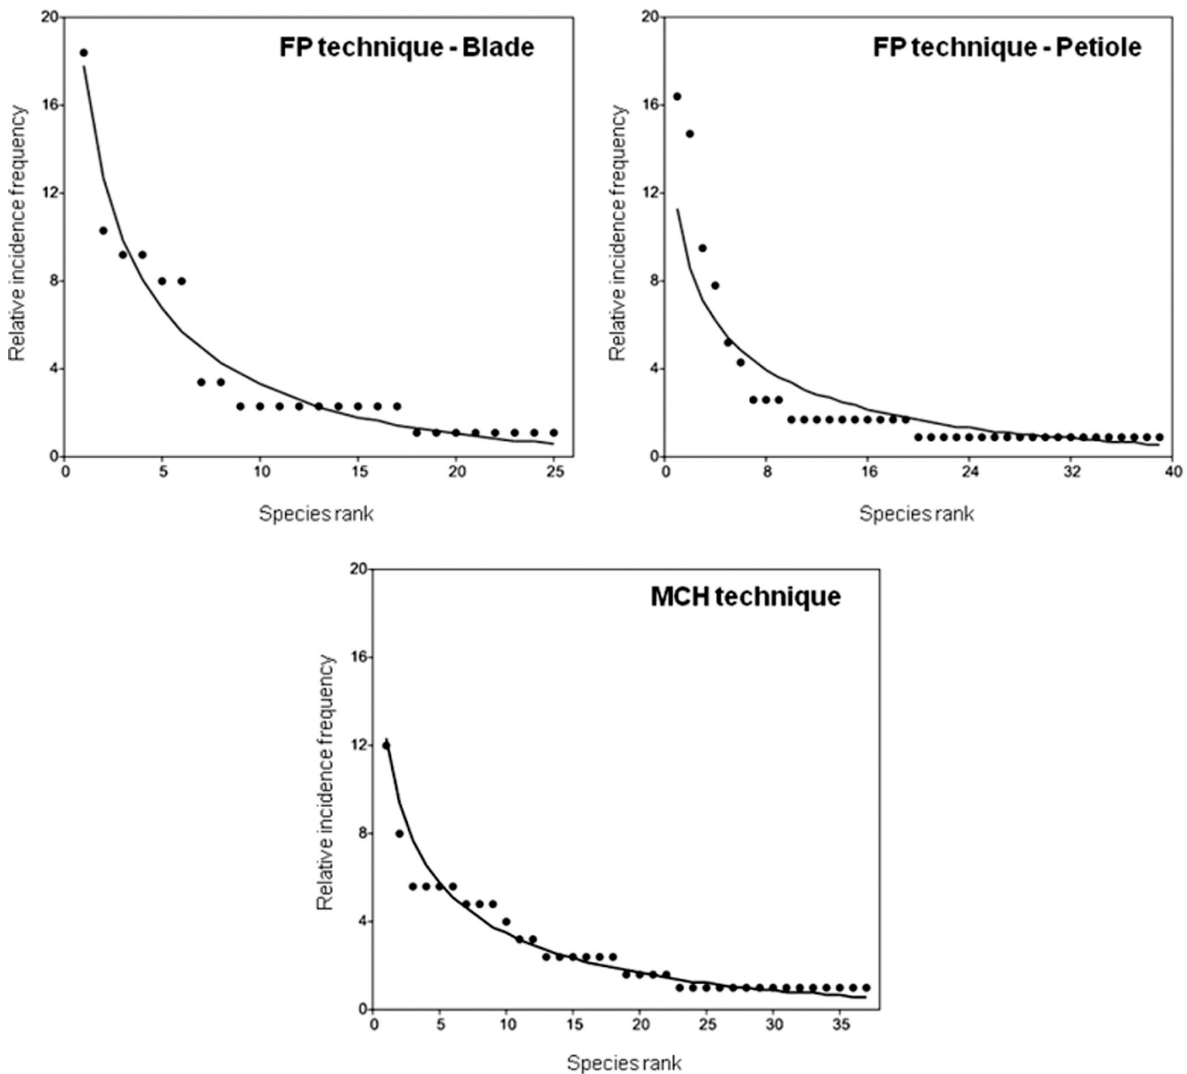 FP technique - Blade
Relative incidence frequency
20
16
12
8
4
0
0 5 10 15 20 25
Species rank
FP technique - Petiole
Relative incidence frequency
20
16
12
8
4
0
0 8 16 24 32 40
Species rank
MCH technique
Relative incidence frequency
20
16
12
8
4
0
0 5 10 15 20 25 30 35
Species rank